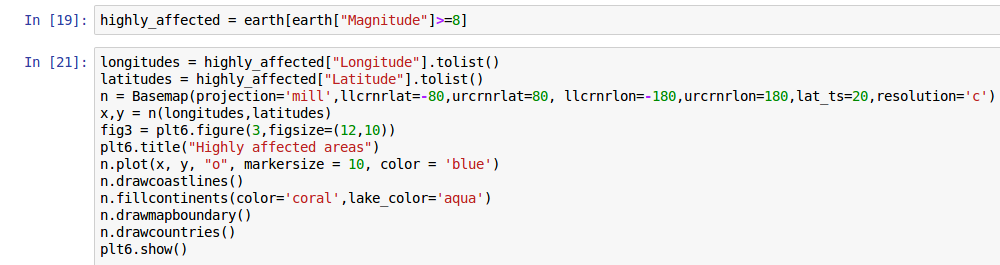 In [19]: highly_affected = earth[earth["Magnitude"]>=8]
In [21]: longitudes = highly_affected["Longitude"].tolist()
latitudes = highly_affected["Latitude"].tolist()
n = Basemap(projection='mill',llcrnrlat=-80,urcrnrlat=80, llcrnrlon=-180,urcrnrlon=180,lat_ts=20,resolution='c')
x,y = n(longitudes,latitudes)
fig3 = plt6.figure(3,figsize=(12,10))
plt6.title("Highly affected areas")
n.plot(x, y, "o", markersize = 10, color = 'blue')
n.drawcoastlines()
n.fillcontinents(color='coral',lake_color='aqua')
n.drawmapboundary()
n.drawcountries()
plt6.show()